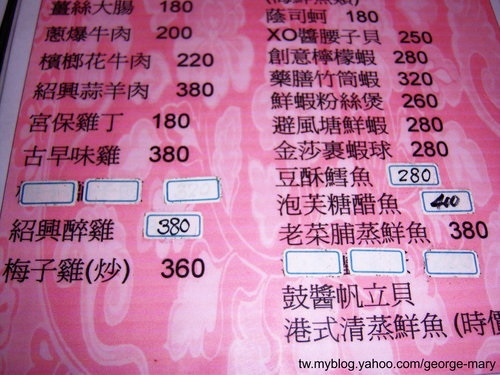 薑絲大腸 180
蔥爆牛肉 200
檳榔花牛肉 220
紹興蒜羊肉 380
宮保雞丁 180
古早味雞 380
紹興醉雞 380
梅子雞(炒) 360
蔭司蚵 180
XO醬腰子貝 250
創意檸檬蝦 280
藥膳竹筒蝦 320
鮮蝦粉絲煲 260
避風塘鮮蝦 280
金莎裹蝦球 280
豆酥鱈魚 280
泡芙糖醋魚 400
老菜脯蒸鮮魚 380
鼓醬帆立貝
港式清蒸鮮魚 (時價
tw.myblog.yahoo.com/george-mary